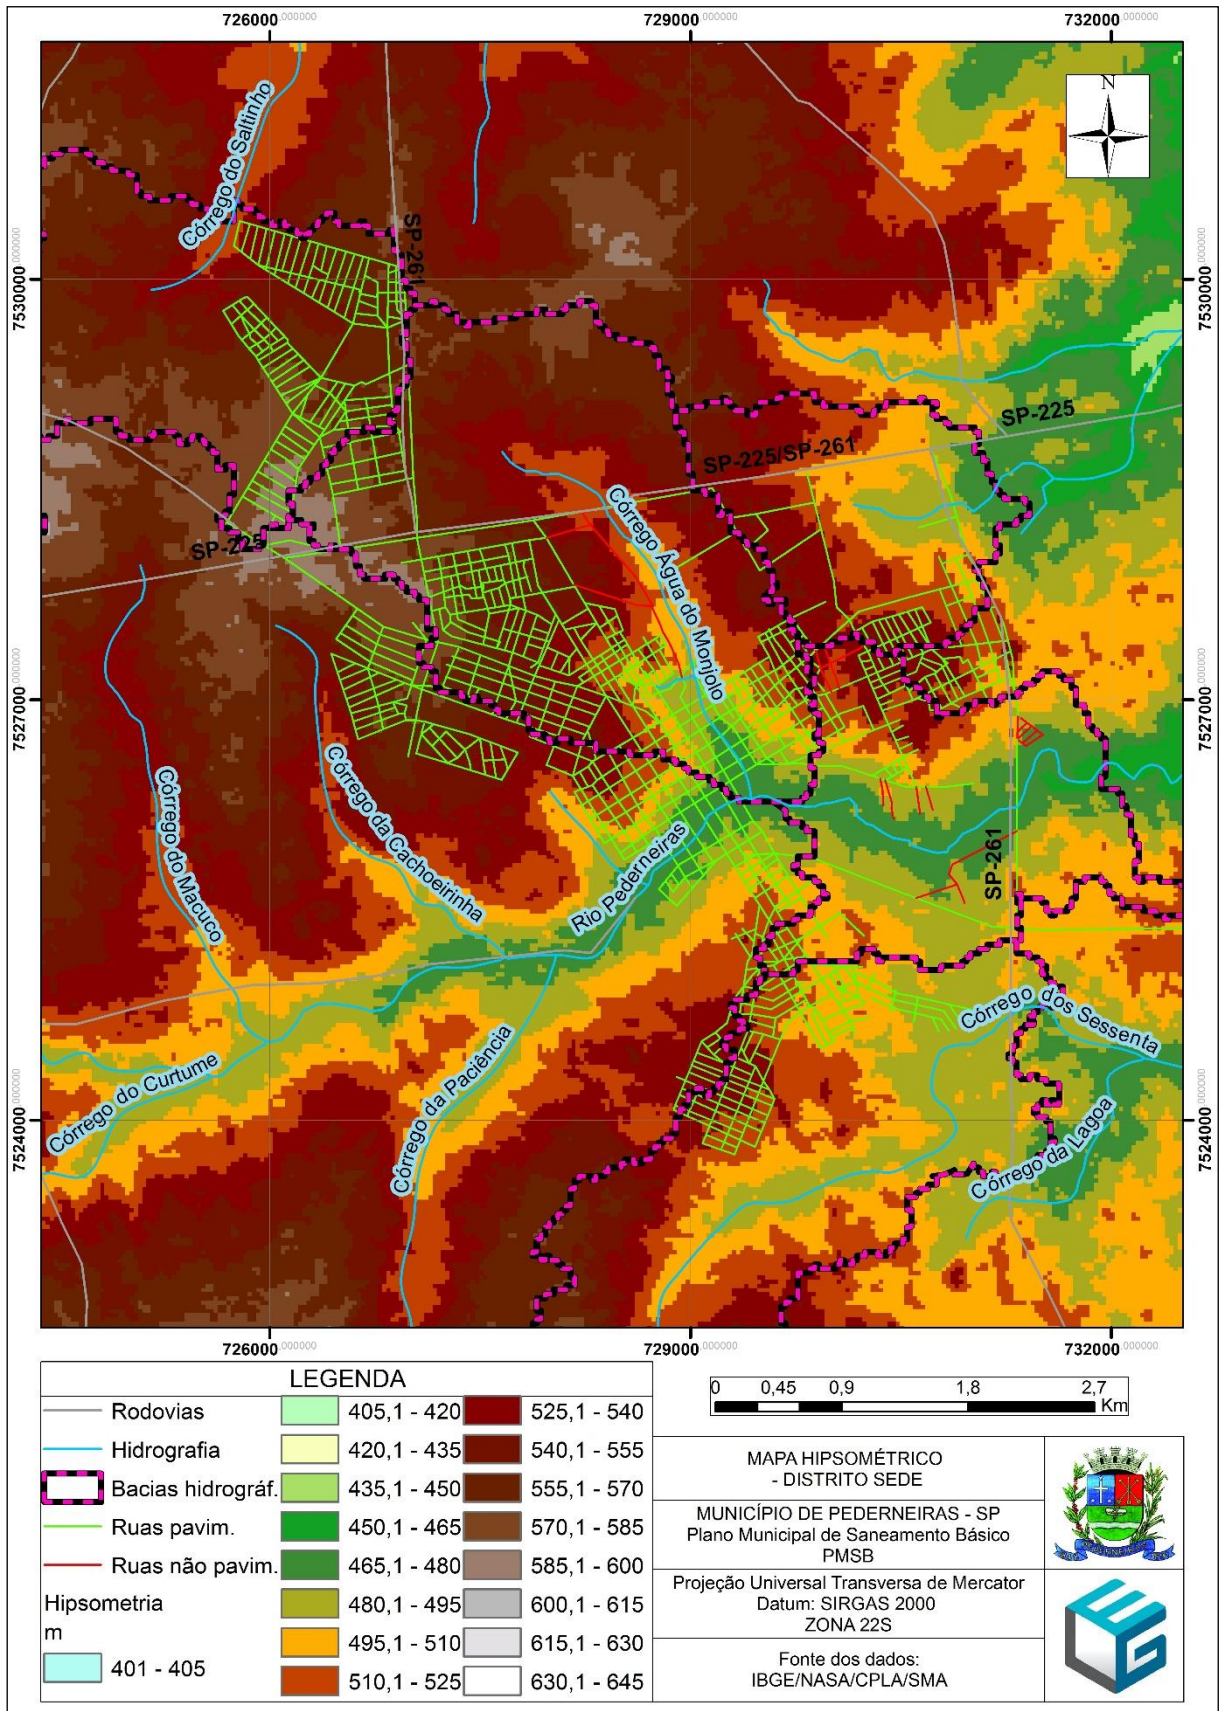 726000,000000
729000,000000
732000,000000
N
Córrego do Saltinho
SP-261
7530000,000000
7530000,000000
SP-225
SP-225/SP-261
SP-225
Córrego Água do Monjolo
7527000,000000
7527000,000000
Córrego do Macuco
Córrego da Cachoeirinha
Rio Pederneiras
SP-261
Córrego dos Sessenta
Córrego do Curtume
Córrego da Paciência
Córrego da Lagoa
7524000,000000
7524000,000000
726000,000000
729000,000000
732000,000000
LEGENDA
Rodovias
Hidrografia
Bacias hidrográf.
Ruas pavim.
Ruas não pavim.
Hipsometria
m
401 - 405
405,1 - 420
420,1 - 435
435,1 - 450
450,1 - 465
465,1 - 480
480,1 - 495
495,1 - 510
510,1 - 525
525,1 - 540
540,1 - 555
555,1 - 570
570,1 - 585
585,1 - 600
600,1 - 615
615,1 - 630
630,1 - 645
0 0,45 0,9 1,8 2,7
Km
MAPA HIPSOMÉTRICO
- DISTRITO SEDE
MUNICÍPIO DE PEDERNEIRAS - SP
Plano Municipal de Saneamento Básico
PMSB
Projeção Universal Transversa de Mercator
Datum: SIRGAS 2000
ZONA 22S
Fonte dos dados:
IBGE/NASA/CPLA/SMA